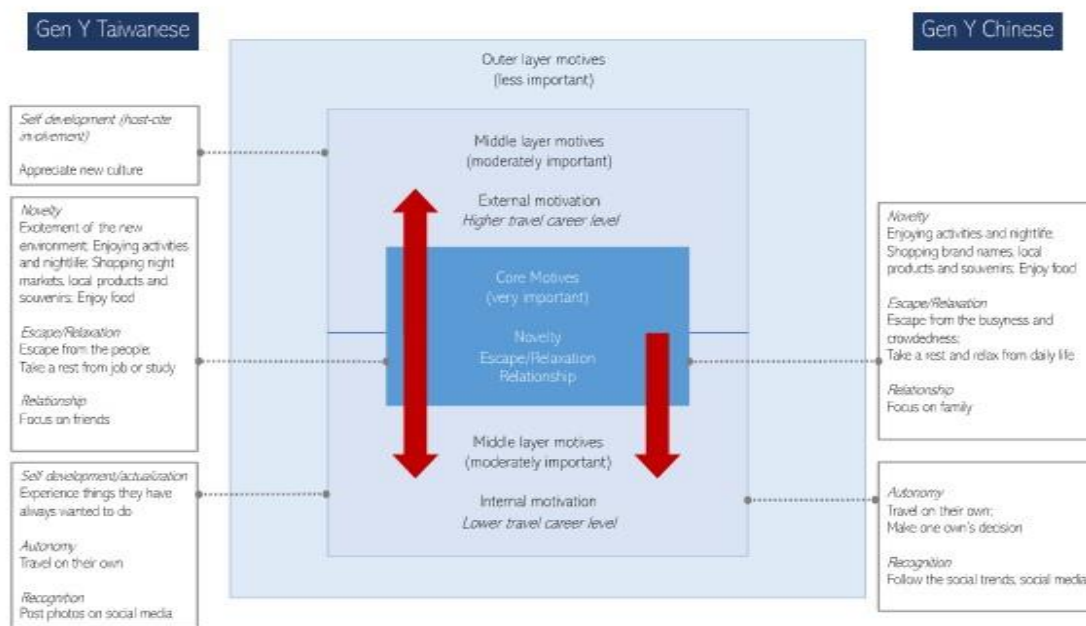 Gen Y Taiwanese
Gen Y Chinese
Outer layer motives
(less important)
Self development (host-cite
involvement)
Appreciate new culture
Middle layer motives
(moderately important)
External motivation
Higher travel career level
Novelty
Excitement of the new
environment; Enjoying activities
and nightlife; Shopping night
markets, local products and
souvenirs; Enjoy food
Escape/Relaxation
Escape from the people;
Take a rest from job or study
Relationship
Focus on friends
Core Motives
(very important)
Novelty
Escape/Relaxation
Relationship
Novelty
Enjoying activities and nightlife;
Shopping brand names, local
products and souvenirs; Enjoy food
Escape/Relaxation
Escape from the busyness and
crowdedness;
Take a rest and relax from daily life
Relationship
Focus on family
Middle layer motives
(moderately important)
Internal motivation
Lower travel career level
Self development/actualization
Experience things they have
always wanted to do
Autonomy
Travel on their own
Recognition
Post photos on social media
Autonomy
Travel on their own;
Make one own's decision
Recognition
Follow the social trends, social media